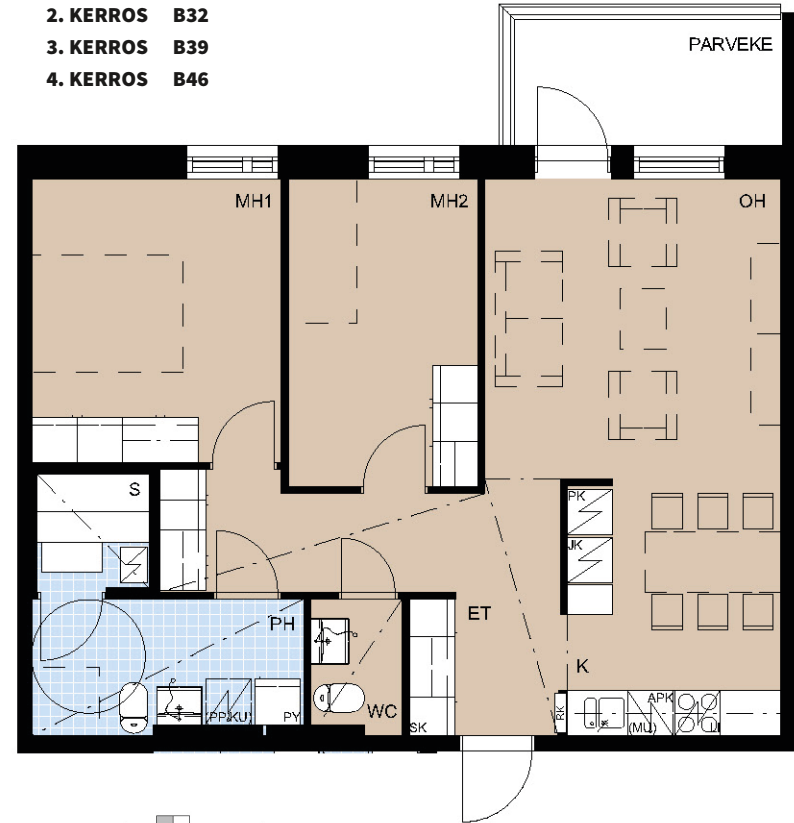 2. KERROS B32
3. KERROS B39
4. KERROS B46
PARVEKE
MH1
MH2
OH
S
PK
JK
PH
ET
K
WC
(PP,KU)
PY
SK
RK
APK
(MU)
LI